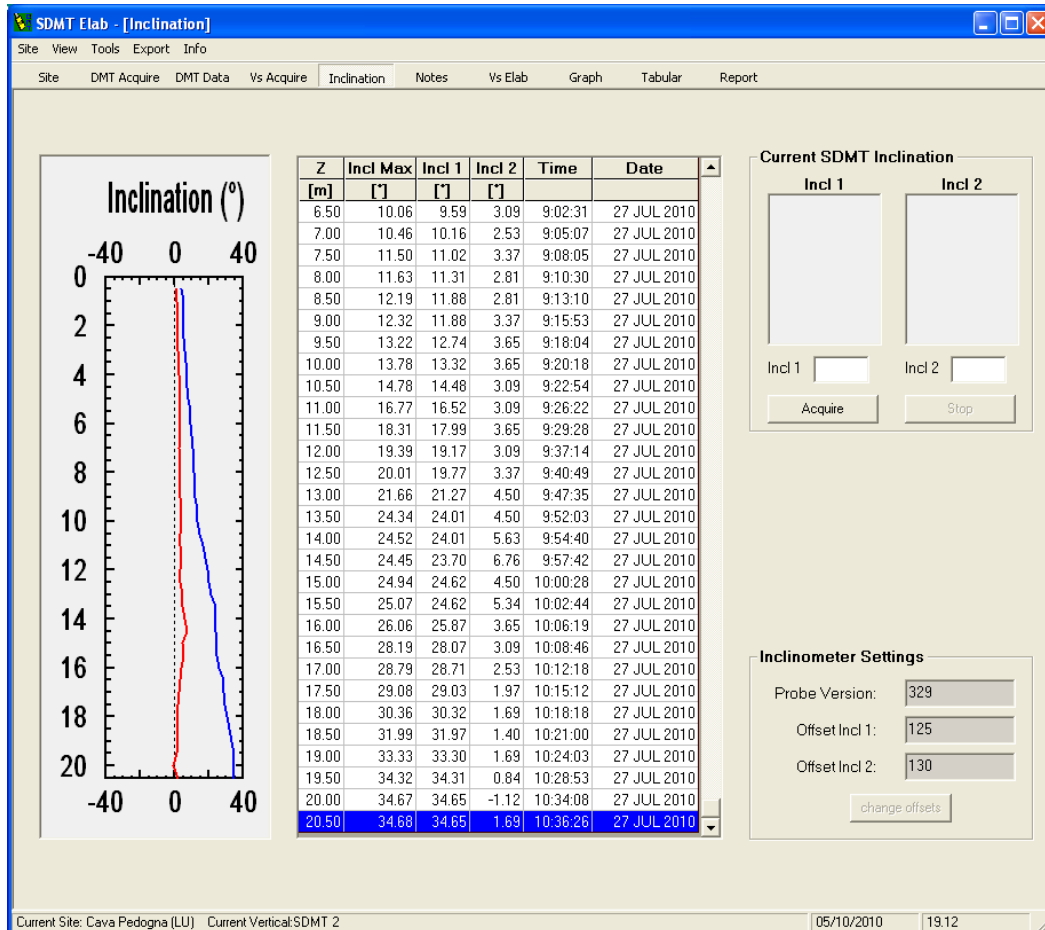 SDMT Elab - [Inclination]
Site View Tools Export Info
Site DMT Acquire DMT Data Vs Acquire Inclination Notes Vs Elab Graph Tabular Report
Inclination (°)
-40 0 40
0
2
4
6
8
10
12
14
16
18
20
-40 0 40
Z Incl Max Incl 1 Incl 2 Time Date
[m] [°] [°] [°]
6.50 10.06 9.59 3.09 9:02:31 27 JUL 2010
7.00 10.46 10.16 2.53 9:05:07 27 JUL 2010
7.50 11.50 11.02 3.37 9:08:05 27 JUL 2010
8.00 11.63 11.31 2.81 9:10:30 27 JUL 2010
8.50 12.19 11.88 2.81 9:13:10 27 JUL 2010
9.00 12.32 11.88 3.37 9:15:53 27 JUL 2010
9.50 13.22 12.74 3.65 9:18:04 27 JUL 2010
10.00 13.78 13.32 3.65 9:20:18 27 JUL 2010
10.50 14.78 14.48 3.09 9:22:54 27 JUL 2010
11.00 16.77 16.52 3.09 9:26:22 27 JUL 2010
11.50 18.31 17.99 3.65 9:29:28 27 JUL 2010
12.00 19.39 19.17 3.09 9:37:14 27 JUL 2010
12.50 20.01 19.77 3.37 9:40:49 27 JUL 2010
13.00 21.66 21.27 4.50 9:47:35 27 JUL 2010
13.50 24.34 24.01 4.50 9:52:03 27 JUL 2010
14.00 24.52 24.01 5.63 9:54:40 27 JUL 2010
14.50 24.45 23.70 6.76 9:57:42 27 JUL 2010
15.00 24.94 24.62 4.50 10:00:28 27 JUL 2010
15.50 25.07 24.62 5.34 10:02:44 27 JUL 2010
16.00 26.06 25.87 3.65 10:06:19 27 JUL 2010
16.50 28.19 28.07 3.09 10:08:46 27 JUL 2010
17.00 28.79 28.71 2.53 10:12:18 27 JUL 2010
17.50 29.08 29.03 1.97 10:15:12 27 JUL 2010
18.00 30.36 30.32 1.69 10:18:18 27 JUL 2010
18.50 31.99 31.97 1.40 10:21:00 27 JUL 2010
19.00 33.33 33.30 1.69 10:24:03 27 JUL 2010
19.50 34.32 34.31 0.84 10:28:53 27 JUL 2010
20.00 34.67 34.65 -1.12 10:34:08 27 JUL 2010
20.50 34.68 34.65 1.69 10:36:26 27 JUL 2010
Current SDMT Inclination
Incl 1 Incl 2
Incl 1 Incl 2
Acquire Stop
Inclinometer Settings
Probe Version: 329
Offset Incl 1: 125
Offset Incl 2: 130
change offsets
Current Site: Cava Pedogna (LU) Current Vertical:SDMT 2 05/10/2010 19.12